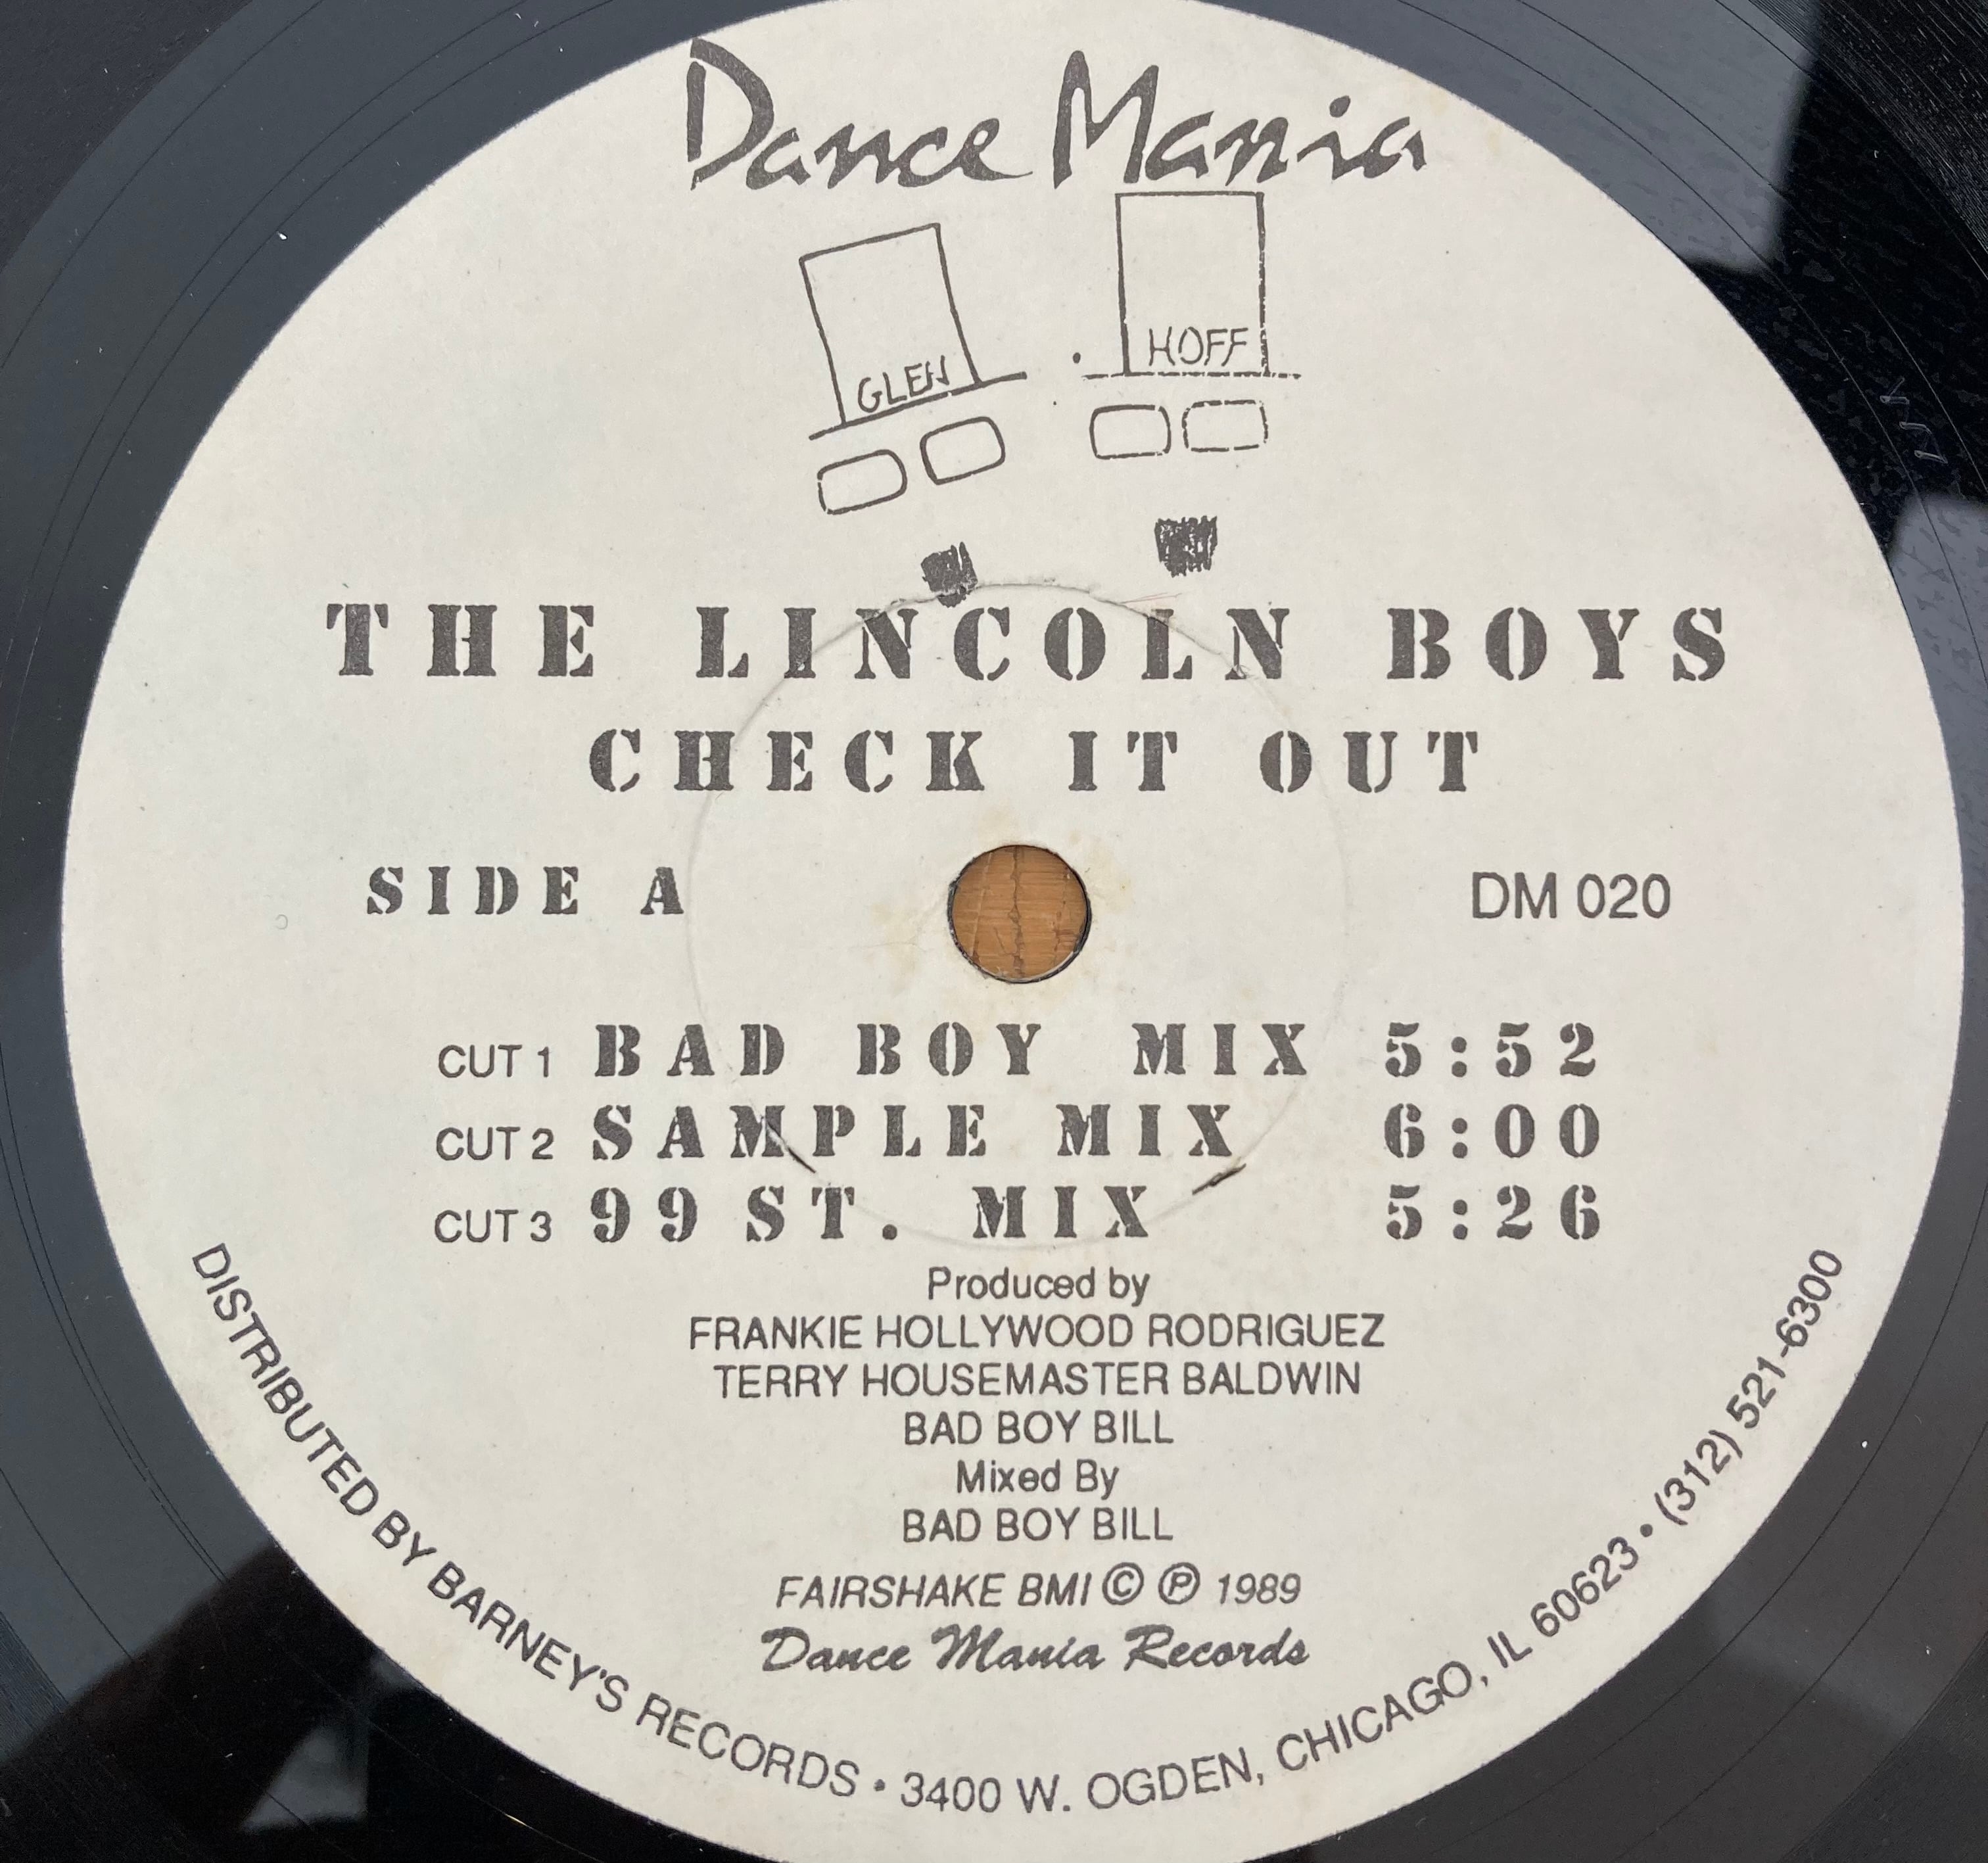 Dance Mania
GLEN
HOFF
THE LINCOLN BOYS
CHECK IT OUT
SIDE A
DM 020
CUT 1 BAD BOY MIX 5:52
CUT 2 SAMPLE MIX 6:00
CUT 3 99 ST. MIX 5:26
Produced by
FRANKIE HOLLYWOOD RODRIGUEZ
TERRY HOUSEMASTER BALDWIN
BAD BOY BILL
Mixed By
BAD BOY BILL
FAIRSHAKE BMI © ℗ 1989
Dance Mania Records
DISTRIBUTED BY BARNEY'S RECORDS • 3400 W. OGDEN, CHICAGO, IL 60623 • (312) 521-6300